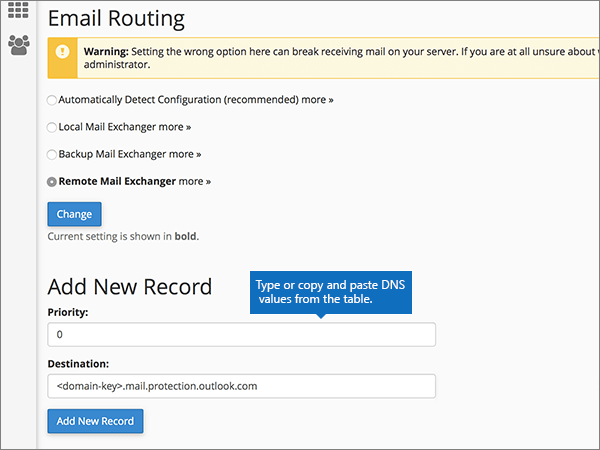 Email Routing
Warning: Setting the wrong option here can break receiving mail on your server. If you are at all unsure about
administrator.
Automatically Detect Configuration (recommended) more »
Local Mail Exchanger more »
Backup Mail Exchanger more »
Remote Mail Exchanger more »
Change
Current setting is shown in bold.
Add New Record
Type or copy and paste DNS
values from the table.
Priority:
0
Destination:
<domain-key>.mail.protection.outlook.com
Add New Record